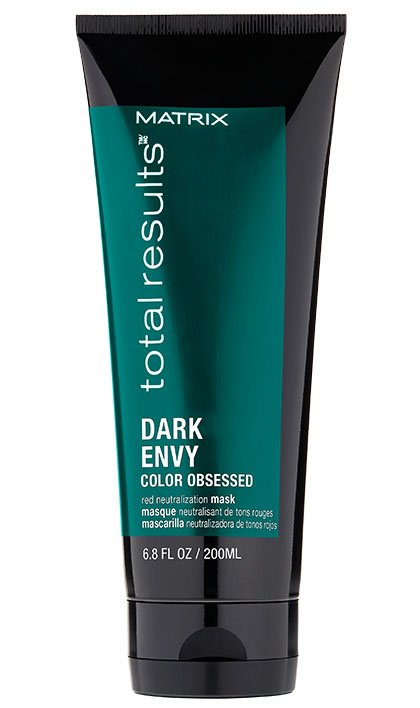 MATRIX
total results™
DARK
ENVY
COLOR OBSESSED
red neutralization mask
masque neutralisant de tons rouges
mascarilla neutralizadora de tonos rojos
6.8 FL OZ / 200ML